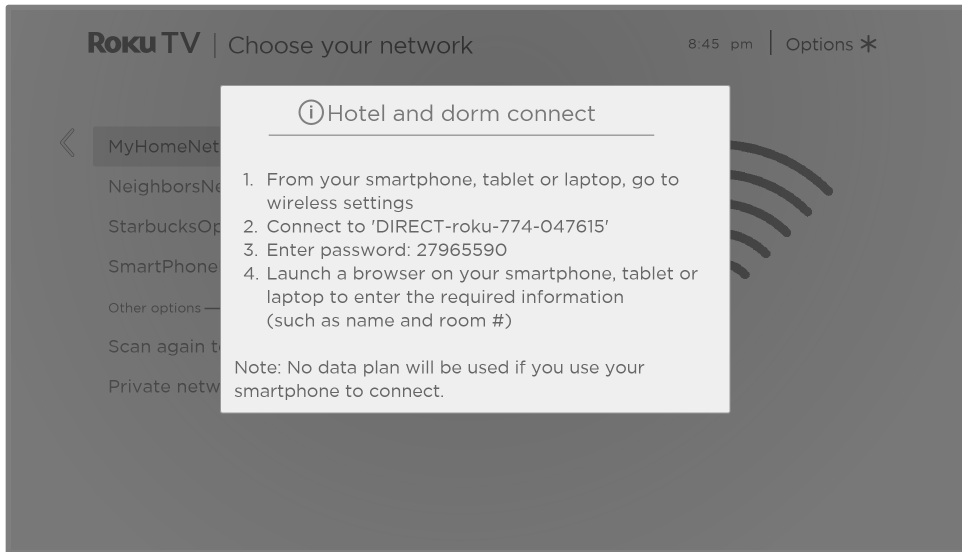 Roku TV | Choose your network
8:45 pm | Options
Hotel and dorm connect
1. From your smartphone, tablet or laptop, go to
wireless settings
2. Connect to 'DIRECT-roku-774-047615'
3. Enter password: 27965590
4. Launch a browser on your smartphone, tablet or
laptop to enter the required information
(such as name and room #)
Note: No data plan will be used if you use your
smartphone to connect.
MyHomeNet
NeighborsNe
StarbucksOp
SmartPhone
Other options
Scan again t
Private netw